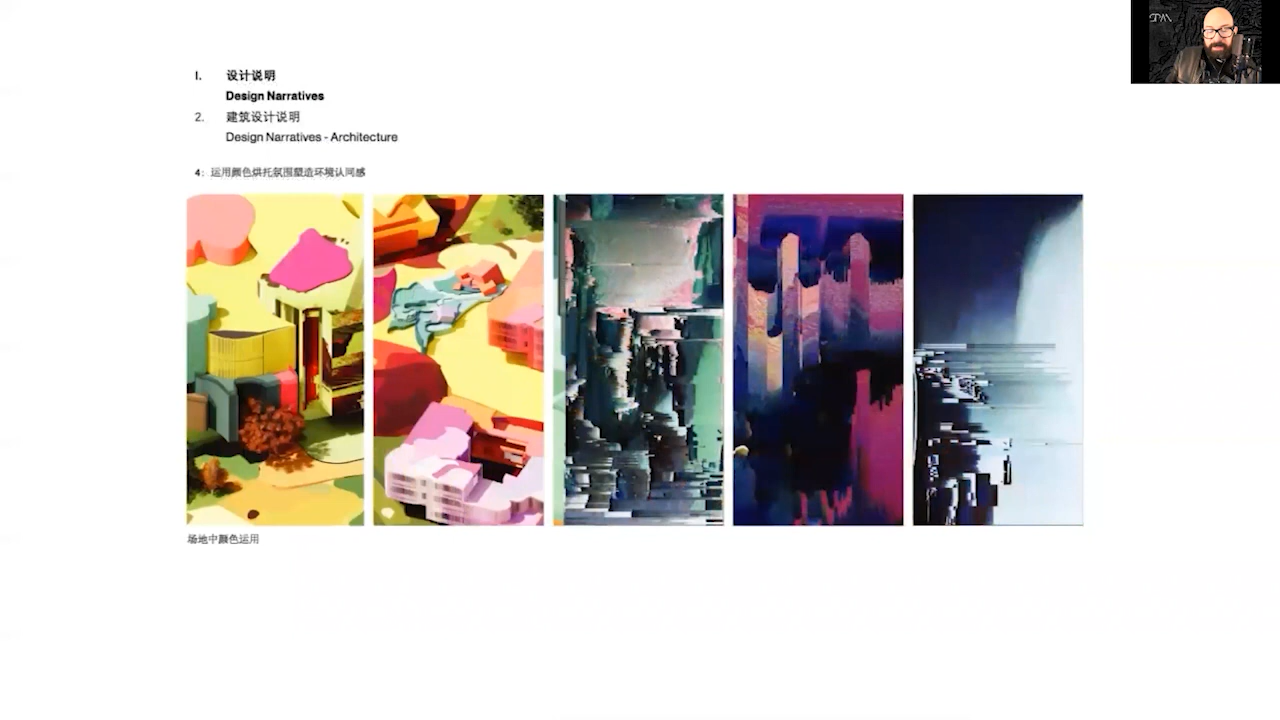 I. 设计说明
Design Narratives
2. 建筑设计说明
Design Narratives - Architecture
4：运用颜色烘托氛围塑造环境认同感
场地中颜色运用